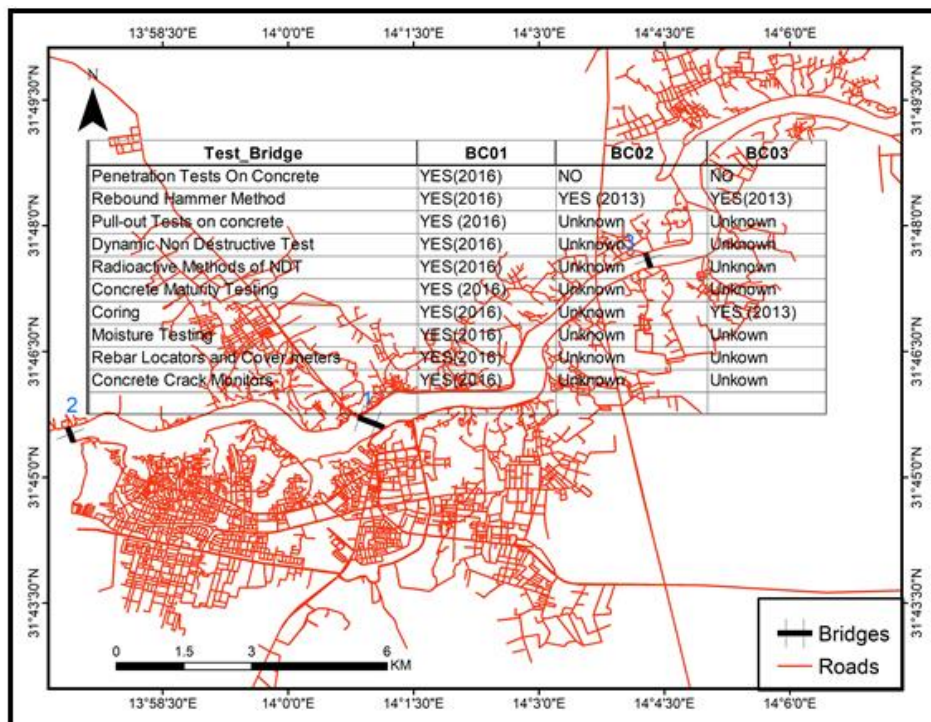 13°58'30"E 14°0'0"E 14°1'30"E 14°3'0"E 14°4'30"E 14°6'0"E
N
31°49'30"N 31°49'30"N
Test_Bridge BC01 BC02 BC03
Penetration Tests On Concrete YES(2016) NO NO
Rebound Hammer Method YES(2016) YES (2013) YES(2013)
31°48'0"N 31°48'0"N
Pull-out Tests on concrete YES (2016) Unknown Unknown
Dynamic Non Destructive Test YES(2016) Unknown Unknown
3
Radioactive Methods of NDT YES(2016) Unknown Unknown
Concrete Maturity Testing YES (2016) Unknown Unknown
Coring YES(2016) Unknown YES (2013)
Moisture Testing YES(2016) Unknown Unkown
31°46'30"N 31°46'30"N
Rebar Locators and Cover meters YES(2016) Unknown Unkown
Concrete Crack Monitors YES(2016) Unknown Unkown
2 1
31°45'0"N 31°45'0"N
31°43'30"N 31°43'30"N
Bridges
Roads
0 1.5 3 6
KM
13°58'30"E 14°0'0"E 14°1'30"E 14°3'0"E 14°4'30"E 14°6'0"E